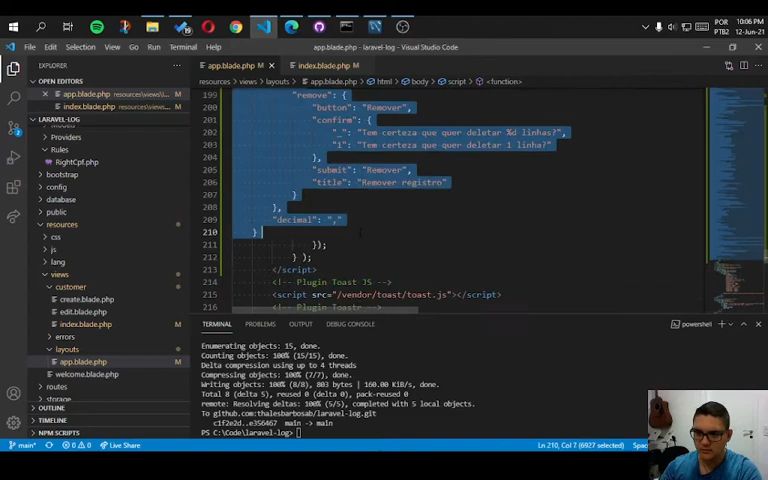 POR
PTB2
10:06 PM
12-Jun-21
File Edit Selection View Go Run Terminal Help
app.blade.php - laravel-log - Visual Studio Code
EXPLORER
app.blade.php M
index.blade.php M
OPEN EDITORS
app.blade.php resources\views\l... M
index.blade.php resources\vie... M
resources > views > layouts > app.blade.php > html > body > script > <function>
LARAVEL-LOG
Models
Providers
Rules
RightCpf.php
bootstrap
config
database
public
resources
css
js
lang
views
customer
create.blade.php
edit.blade.php
index.blade.php M
errors
layouts
app.blade.php M
welcome.blade.php
routes
storage
OUTLINE
TIMELINE
NPM SCRIPTS
199 "remove": {
200 "button": "Remover",
201 "confirm": {
202 "_": "Tem certeza que quer deletar %d linhas?",
203 "1": "Tem certeza que quer deletar 1 linha?"
204 },
205 "submit": "Remover",
206 "title": "Remover registro"
207 }
208 },
209 "decimal": ","
210 }
211 });
212 } );
213 </script>
214 <!-- Plugin Toast JS -->
215 <script src="/vendor/toast/toast.js"></script>
216 <!-- Plugin Toastr -->
TERMINAL PROBLEMS OUTPUT DEBUG CONSOLE
powershell
Enumerating objects: 15, done.
Counting objects: 100% (15/15), done.
Delta compression using up to 4 threads
Compressing objects: 100% (7/7), done.
Writing objects: 100% (8/8), 803 bytes | 160.00 KiB/s, done.
Total 8 (delta 5), reused 0 (delta 0), pack-reused 0
remote: Resolving deltas: 100% (5/5), completed with 5 local objects.
To github.com:thalesbarbosab/laravel-log.git
c1f2e2d..e356467 main -> main
PS C:\Code\laravel-log>
main* 0 0 Live Share
Ln 210, Col 7 (6927 selected)